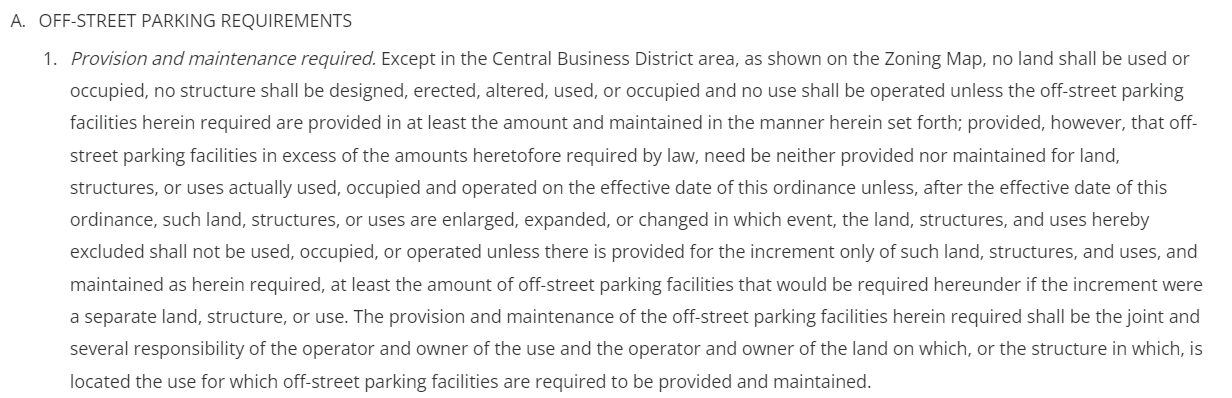 A. OFF-STREET PARKING REQUIREMENTS
1. Provision and maintenance required. Except in the Central Business District area, as shown on the Zoning Map, no land shall be used or
occupied, no structure shall be designed, erected, altered, used, or occupied and no use shall be operated unless the off-street parking
facilities herein required are provided in at least the amount and maintained in the manner herein set forth; provided, however, that off-
street parking facilities in excess of the amounts heretofore required by law, need be neither provided nor maintained for land,
structures, or uses actually used, occupied and operated on the effective date of this ordinance unless, after the effective date of this
ordinance, such land, structures, or uses are enlarged, expanded, or changed in which event, the land, structures, and uses hereby
excluded shall not be used, occupied, or operated unless there is provided for the increment only of such land, structures, and uses, and
maintained as herein required, at least the amount of off-street parking facilities that would be required hereunder if the increment were
a separate land, structure, or use. The provision and maintenance of the off-street parking facilities herein required shall be the joint and
several responsibility of the operator and owner of the use and the operator and owner of the land on which, or the structure in which, is
located the use for which off-street parking facilities are required to be provided and maintained.